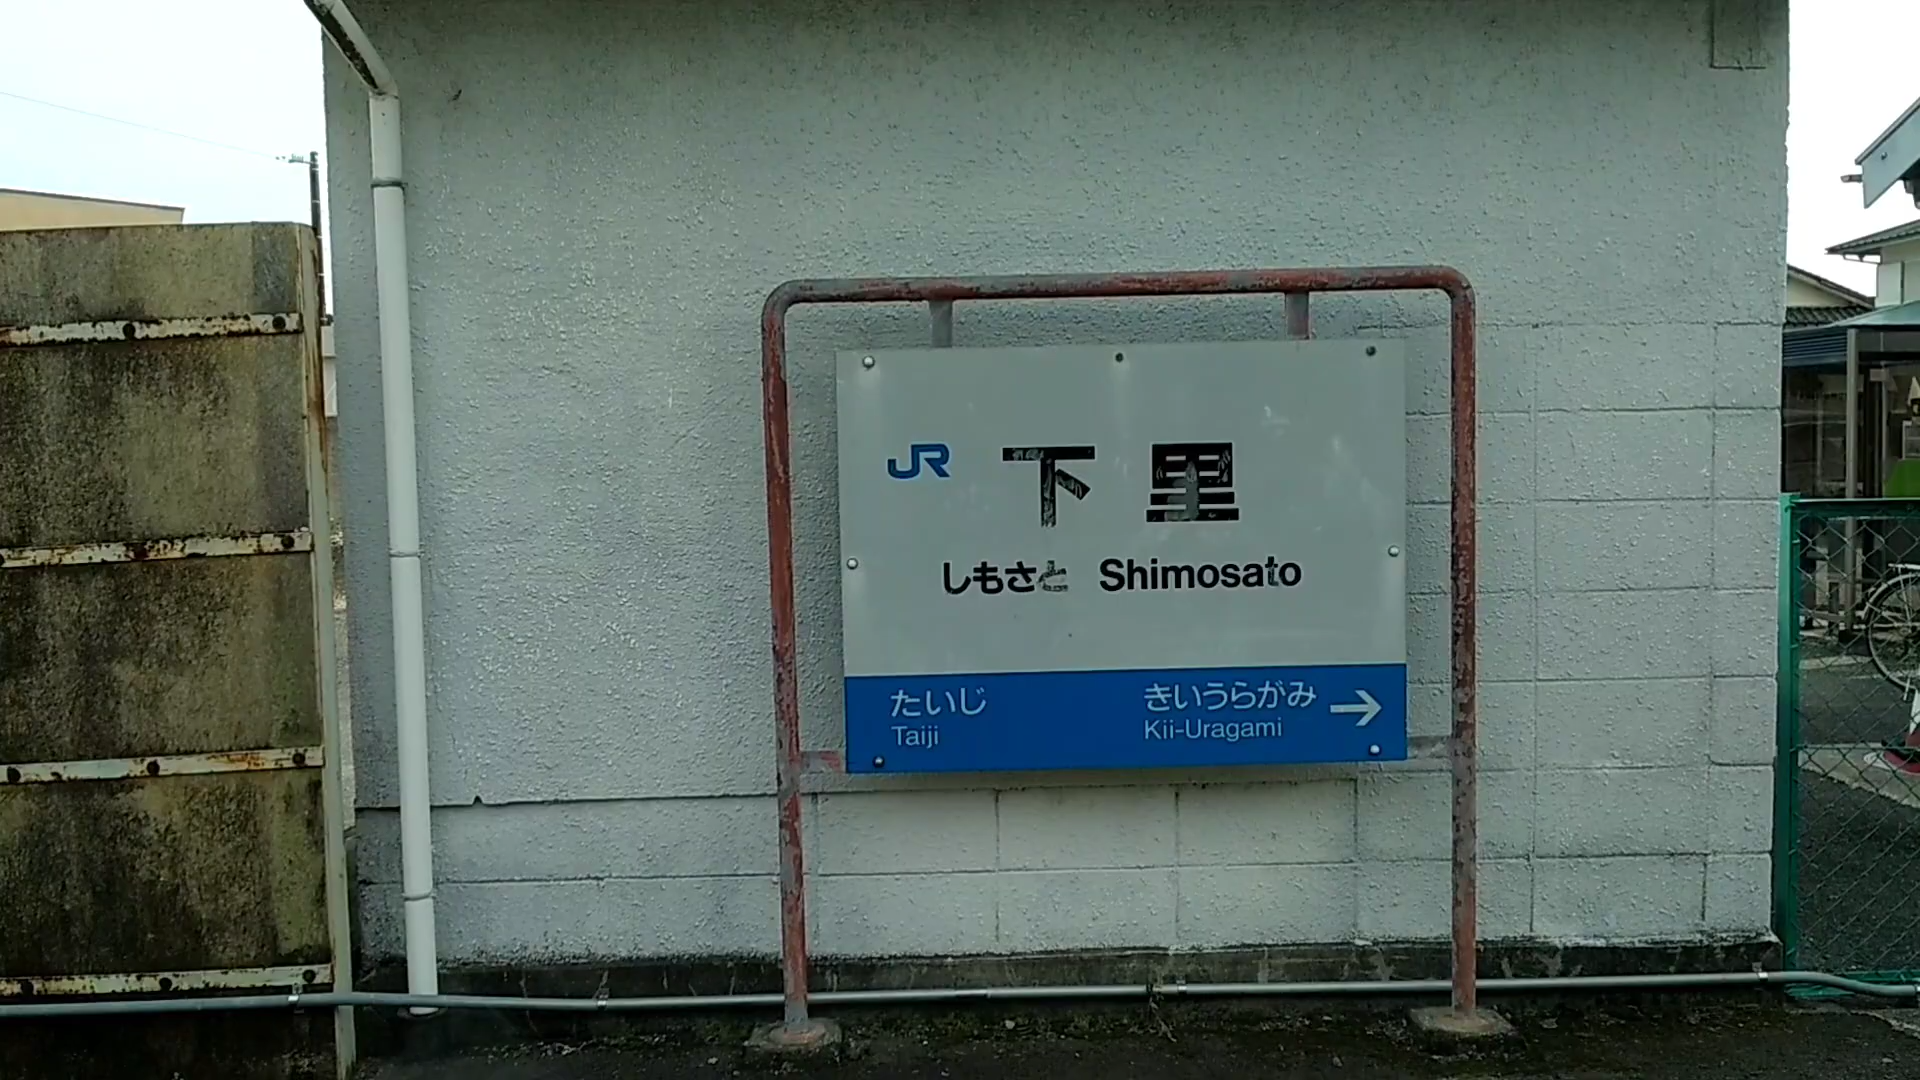 JR 下里
しもさと Shimosato
たいじ きいうらがみ →
Taiji Kii-Uragami